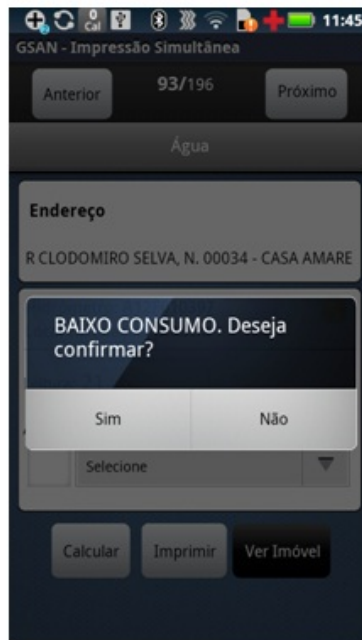 11:45
GSAN - Impressão Simultânea
Anterior
93/196
Próximo
Água
Endereço
R CLODOMIRO SELVA, N. 00034 - CASA AMARE
BAIXO CONSUMO. Deseja
confirmar?
Sim
Não
Selecione
Calcular
Imprimir
Ver Imóvel